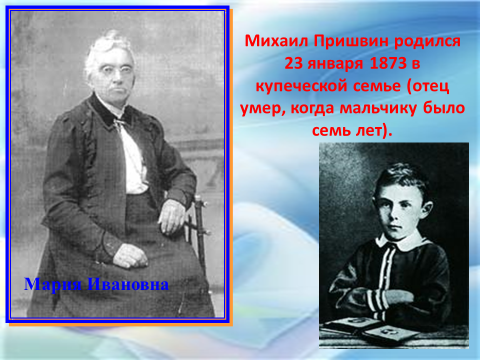 Михаил Пришвин родился
23 января 1873 в
купеческой семье (отец
умер, когда мальчику было
семь лет).
Мария Ивановна